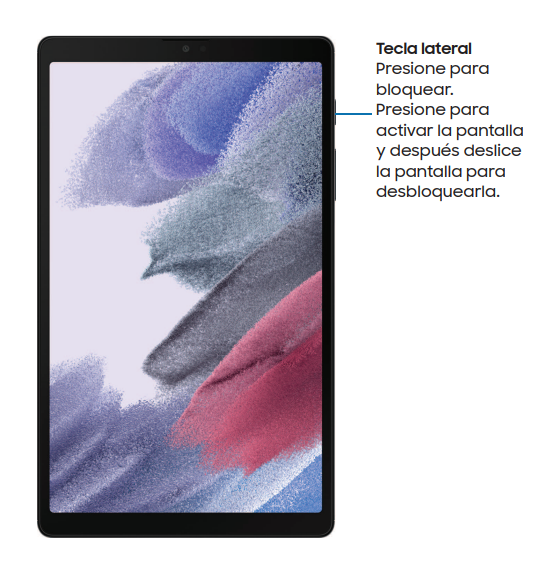 Tecla lateral
Presione para
bloquear.
Presione para
activar la pantalla
y después deslice
la pantalla para
desbloquearla.